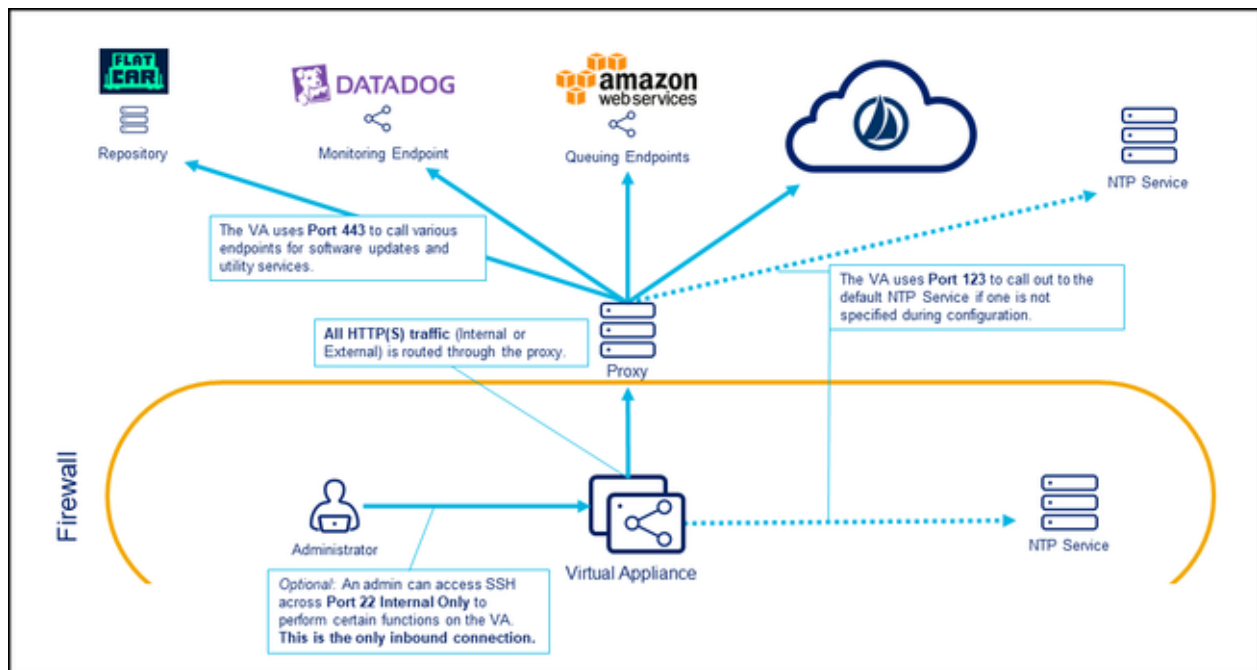 FLAT
CAR
DATADOG
amazon
webservices
Repository
Monitoring Endpoint
Queuing Endpoints
NTP Service
The VA uses Port 443 to call various
endpoints for software updates and
utility services.
The VA uses Port 123 to call out to the
default NTP Service if one is not
specified during configuration.
All HTTP(S) traffic (Internal or
External) is routed through the proxy.
Proxy
Firewall
Administrator
Virtual Appliance
NTP Service
Optional: An admin can access SSH
across Port 22 Internal Only to
perform certain functions on the VA.
This is the only inbound connection.